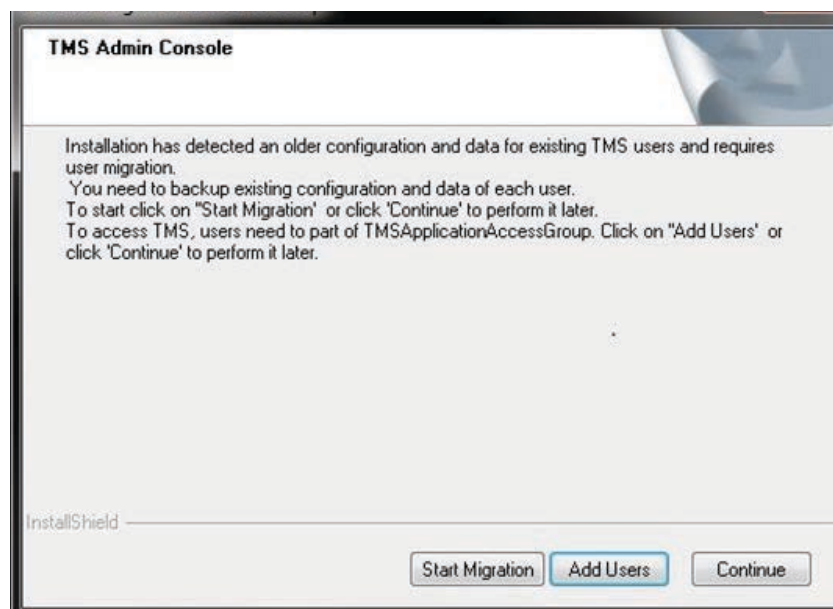 TMS Admin Console
Installation has detected an older configuration and data for existing TMS users and requires
user migration.
You need to backup existing configuration and data of each user.
To start click on "Start Migration' or click 'Continue' to perform it later.
To access TMS, users need to part of TMSApplicationAccessGroup. Click on "Add Users' or
click 'Continue' to perform it later.
InstallShield
Start Migration Add Users Continue